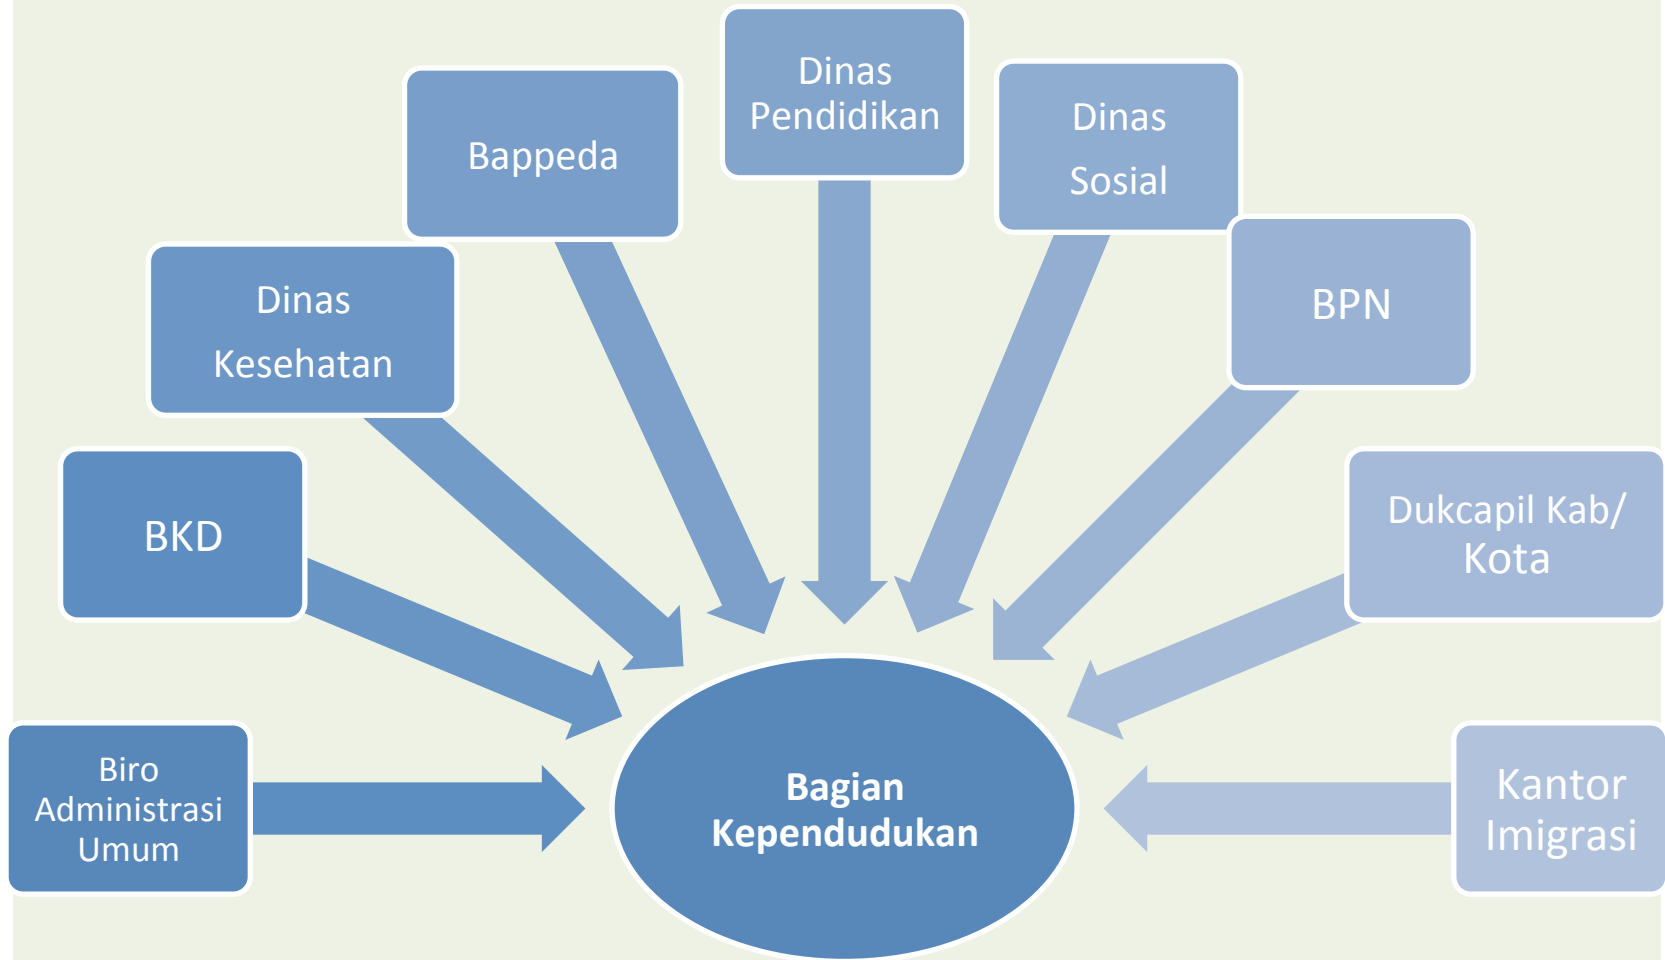 Biro
Administrasi
Umum
BKD
Dinas
Kesehatan
Bappeda
Dinas
Pendidikan
Dinas
Sosial
BPN
Dukcapil Kab/
Kota
Kantor
Imigrasi
Bagian
Kependudukan